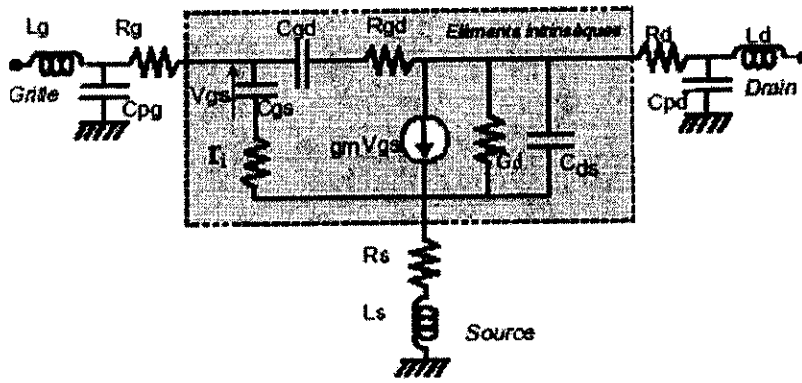 Lg
Rg
Cgd
Rgd
Eléments intrinsèques
Rd
Ld
Grille
Cpg
Vgs
Cgs
Cpd
Drain
ri
gmVgs
Gd
Cds
Rs
Ls
Source